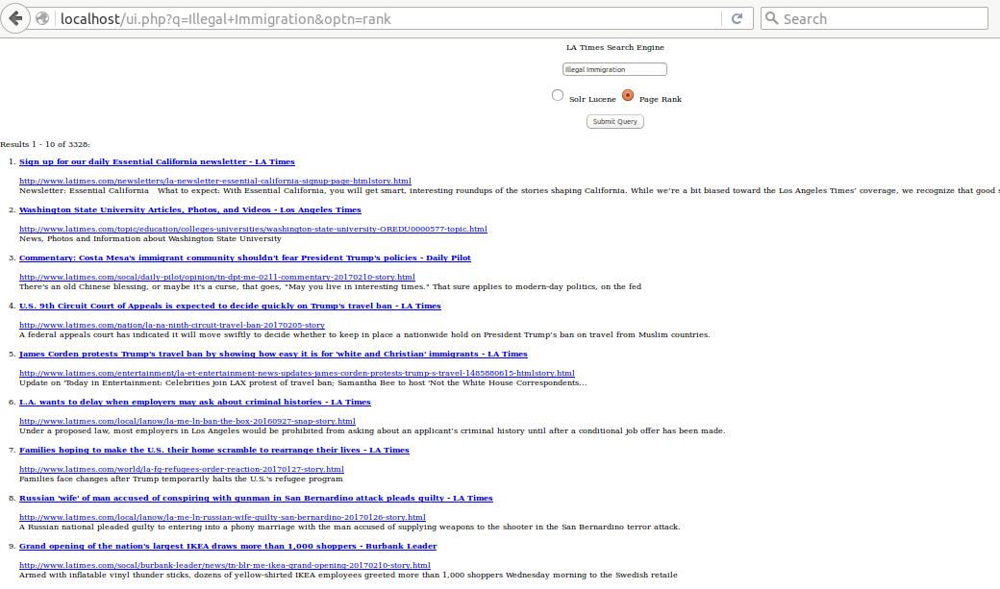 localhost/ui.php?q=Illegal+Immigration&optn=rank
Search
LA Times Search Engine
Illegal Immigration
Solr Lucene Page Rank
Submit Query
Results 1 - 10 of 3328:
1. Sign up for our daily Essential California newsletter - LA Times
http://www.latimes.com/newsletters/la-newsletter-essential-california-signup-page-htmlstory.html
Newsletter: Essential California What to expect: With Essential California, you will get smart, interesting roundups of the stories shaping California. While we're a bit biased toward the Los Angeles Times' coverage, we recognize that good s
2. Washington State University Articles, Photos, and Videos - Los Angeles Times
http://www.latimes.com/topic/education/colleges-universities/washington-state-university-OREDU0000577-topic.html
News, Photos and Information about Washington State University
3. Commentary: Costa Mesa's immigrant community shouldn't fear President Trump's policies - Daily Pilot
http://www.latimes.com/socal/daily-pilot/opinion/tn-dpt-me-0211-commentary-20170210-story.html
There's an old Chinese blessing, or maybe it's a curse, that goes, "May you live in interesting times." That sure applies to modern-day politics, on the fed
4. U.S. 9th Circuit Court of Appeals is expected to decide quickly on Trump's travel ban - LA Times
http://www.latimes.com/nation/la-na-ninth-circuit-travel-ban-20170205-story
A federal appeals court has indicated it will move swiftly to decide whether to keep in place a nationwide hold on President Trump's ban on travel from Muslim countries.
5. James Corden protests Trump's travel ban by showing how easy it is for 'white and Christian' immigrants - LA Times
http://www.latimes.com/entertainment/la-et-entertainment-news-updates-james-corden-protests-trump-s-travel-1485880615-htmlstory.html
Update on 'Today in Entertainment: Celebrities join LAX protest of travel ban; Samantha Bee to host 'Not the White House Correspondents...
6. L.A. wants to delay when employers may ask about criminal histories - LA Times
http://www.latimes.com/local/lanow/la-me-ln-ban-the-box-20160927-snap-story.html
Under a proposed law, most employers in Los Angeles would be prohibited from asking about an applicant's criminal history until after a conditional job offer has been made.
7. Families hoping to make the U.S. their home scramble to rearrange their lives - LA Times
http://www.latimes.com/world/la-fg-refugees-order-reaction-20170127-story.html
Families face changes after Trump temporarily halts the U.S.'s refugee program
8. Russian 'wife' of man accused of conspiring with gunman in San Bernardino attack pleads guilty - LA Times
http://www.latimes.com/local/lanow/la-me-ln-russian-wife-guilty-san-bernardino-20170126-story.html
A Russian national pleaded guilty to entering into a phony marriage with the man accused of supplying weapons to the shooter in the San Bernardino terror attack.
9. Grand opening of the nation's largest IKEA draws more than 1,000 shoppers - Burbank Leader
http://www.latimes.com/socal/burbank-leader/news/tn-blr-me-ikea-grand-opening-20170210-story.html
Armed with inflatable vinyl thunder sticks, dozens of yellow-shirted IKEA employees greeted more than 1,000 shoppers Wednesday morning to the Swedish retaile